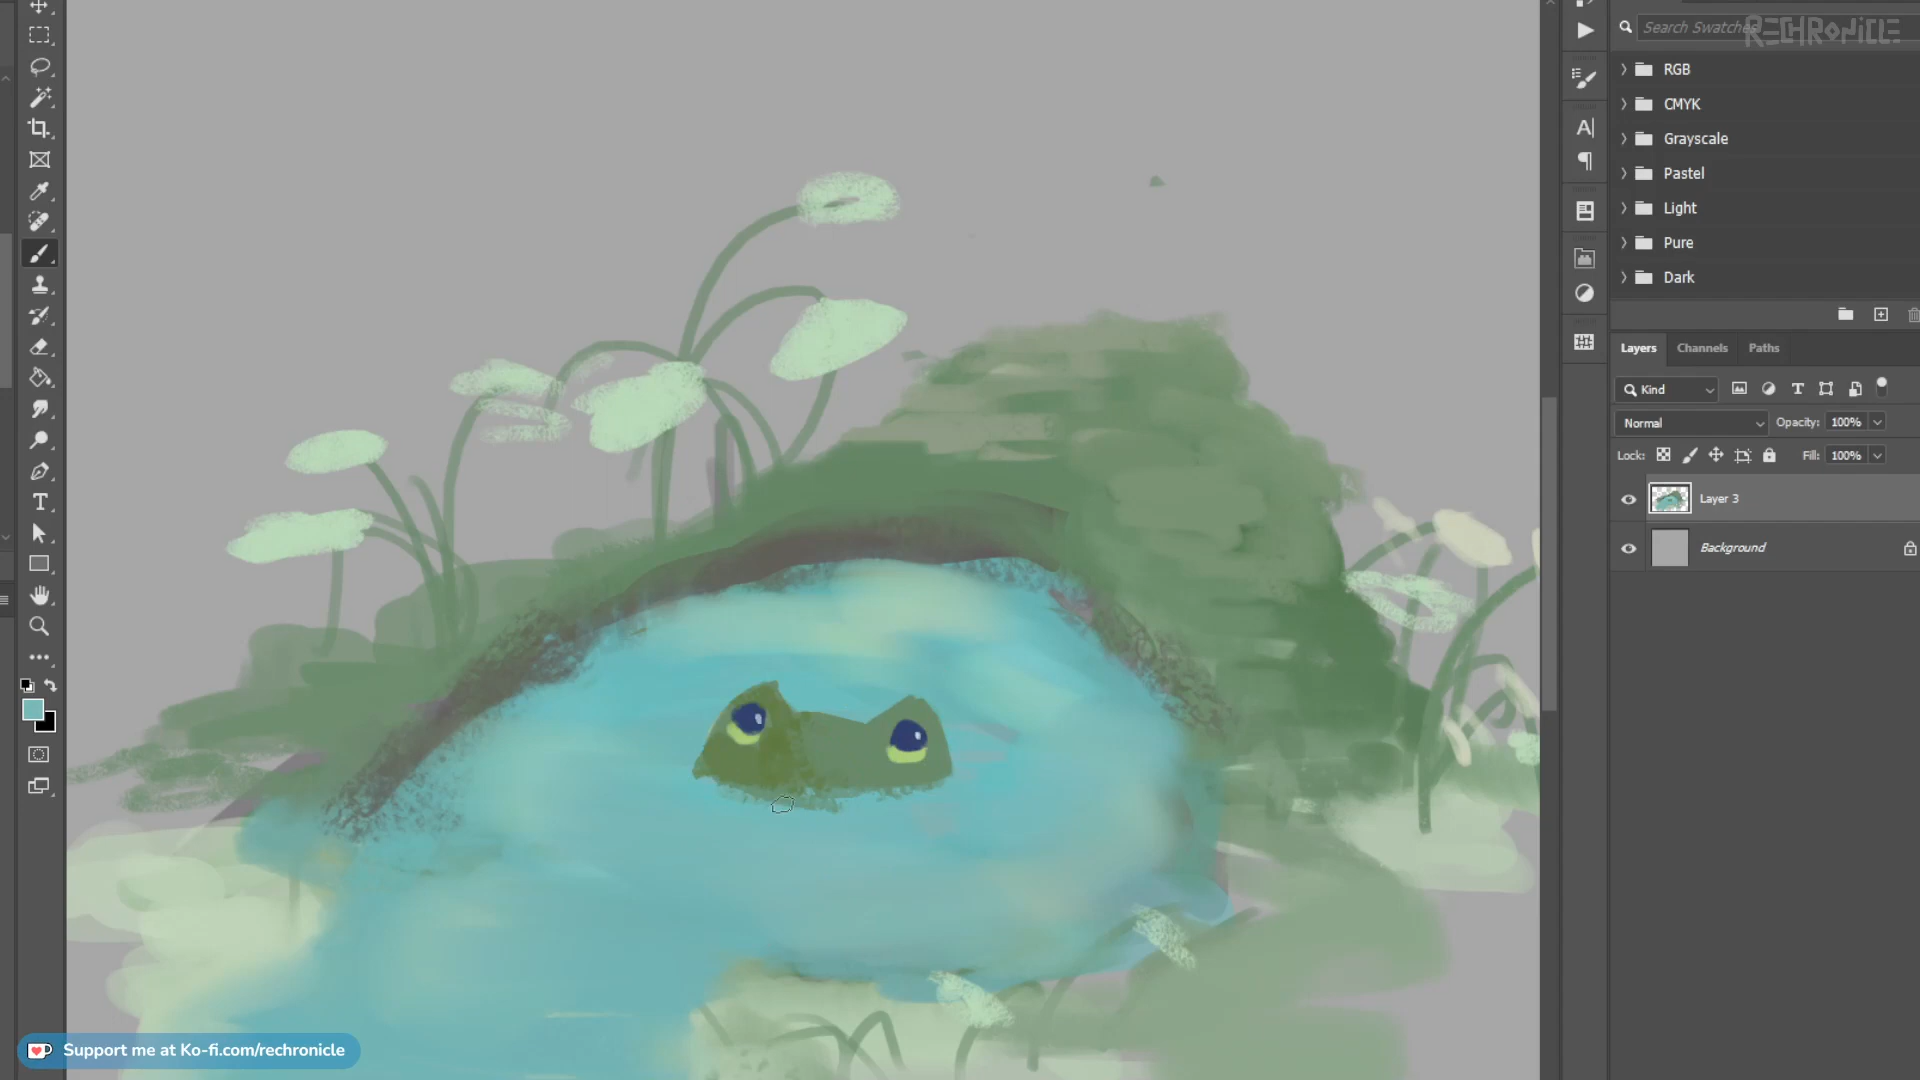 Search Swatches
RECHRONICLE
RGB
CMYK
Grayscale
Pastel
Light
Pure
Dark
Layers
Channels
Paths
Kind
Normal
Opacity: 100%
Lock:
Fill: 100%
Layer 3
Background
Support me at Ko-fi.com/rechronicle